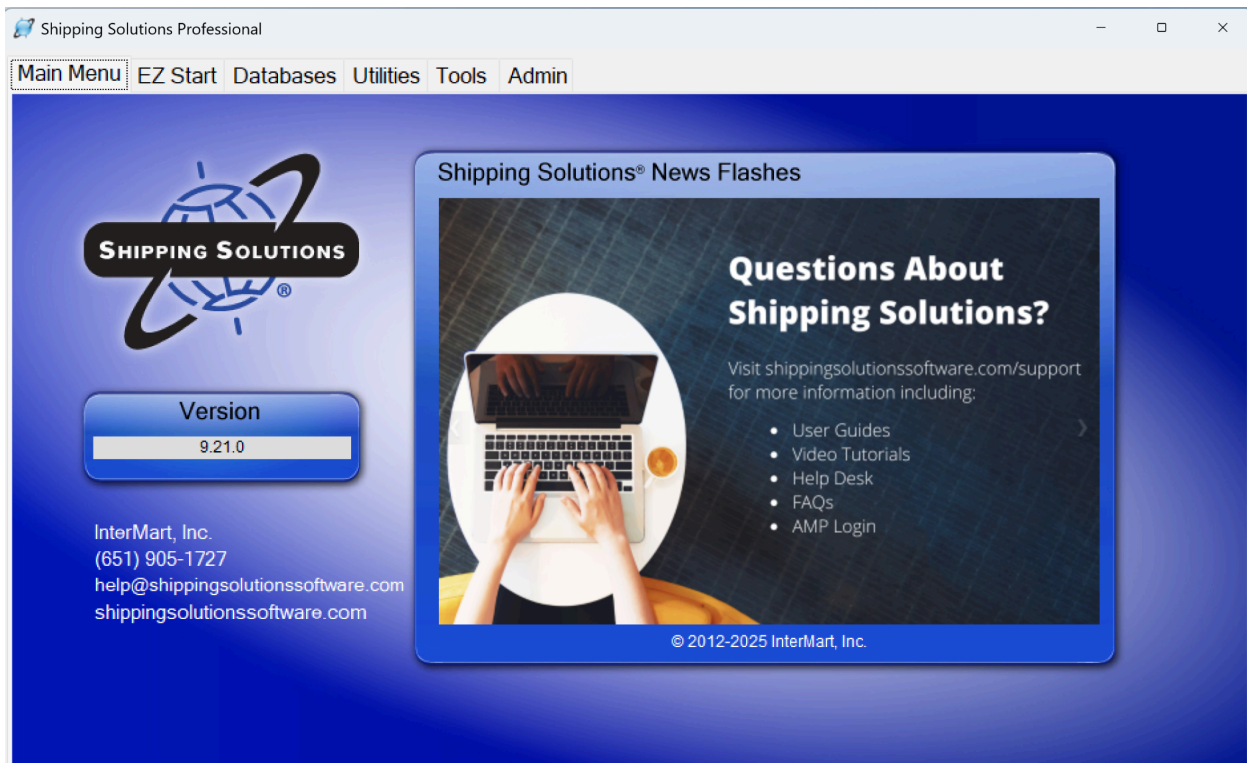 Shipping Solutions Professional
Main Menu EZ Start Databases Utilities Tools Admin
SHIPPING SOLUTIONS
®
Version
9.21.0
InterMart, Inc.
(651) 905-1727
help@shippingsolutionssoftware.com
shippingsolutionssoftware.com
Shipping Solutions® News Flashes
Questions About
Shipping Solutions?
Visit shippingsolutionssoftware.com/support
for more information including:
• User Guides
• Video Tutorials
• Help Desk
• FAQs
• AMP Login
© 2012-2025 InterMart, Inc.